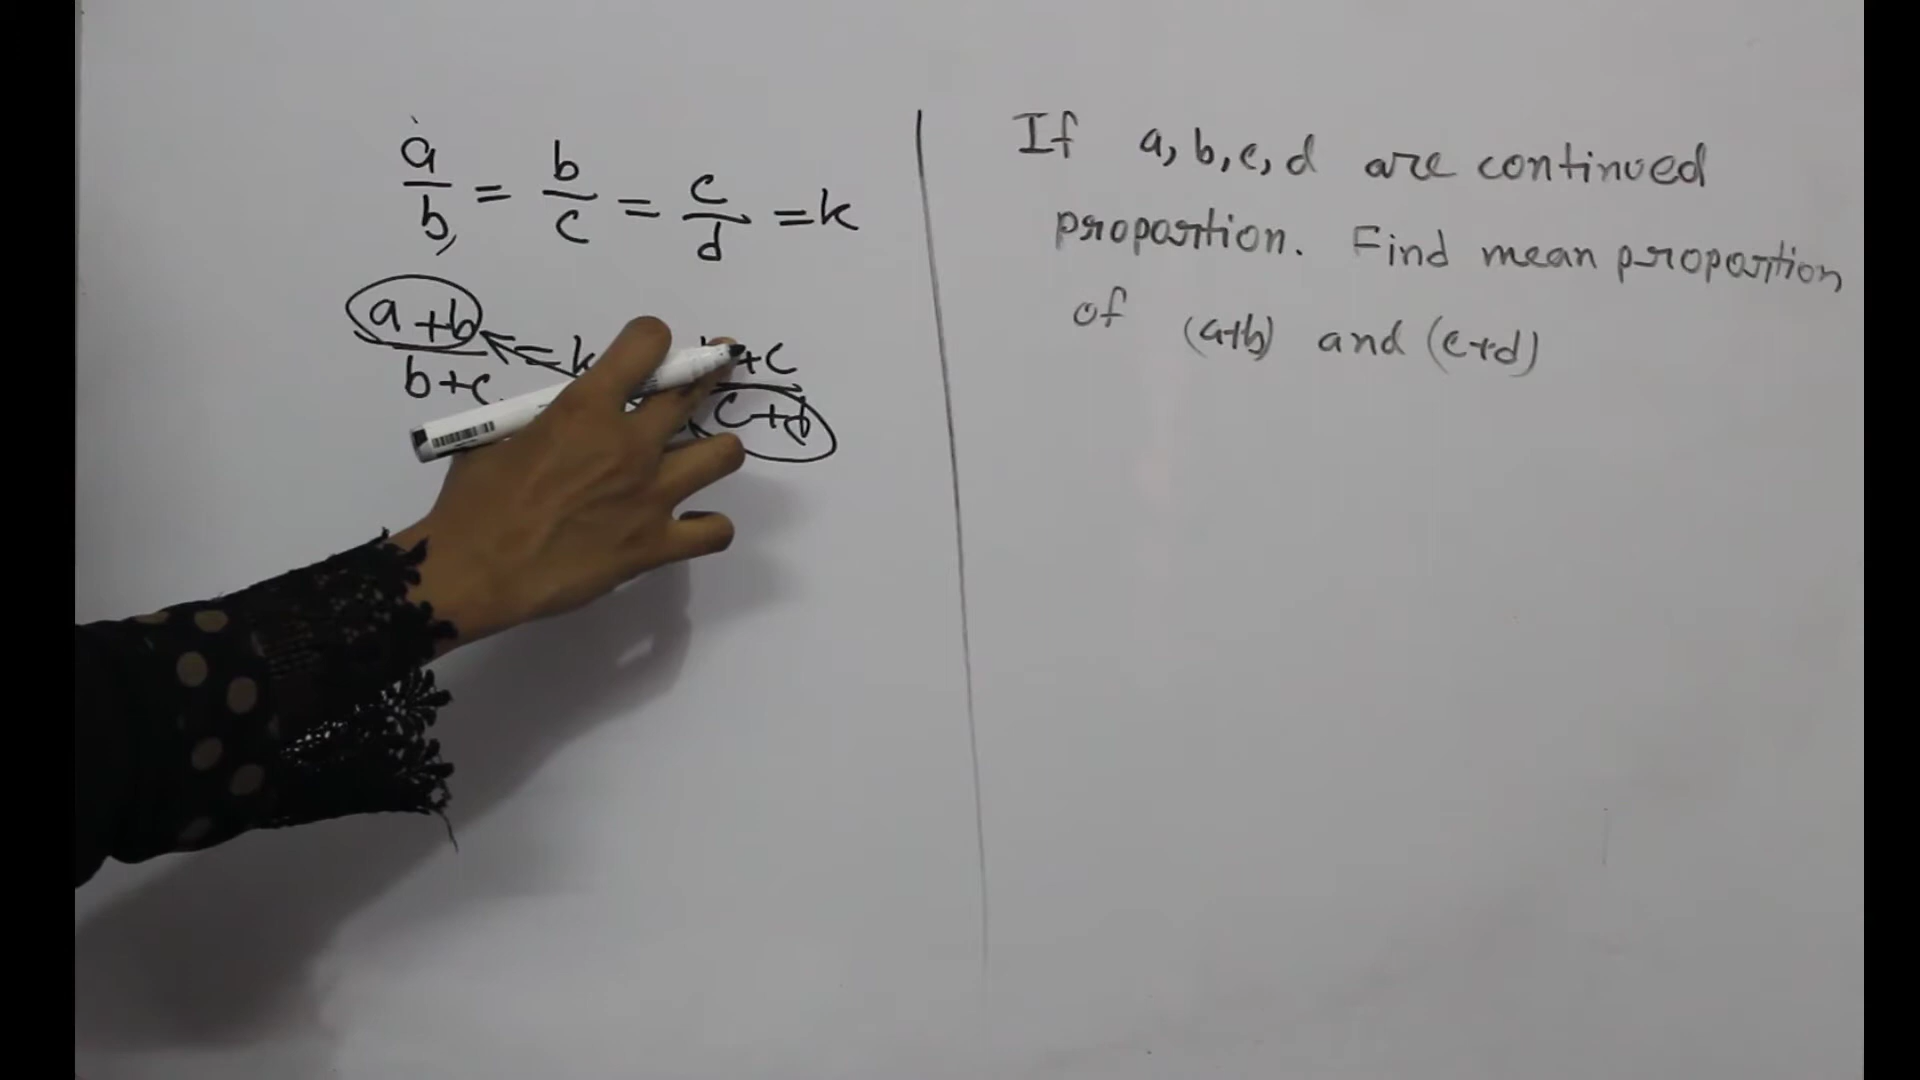 a/b = b/c = c/d = k
a+b/b+c = k +c/c+d
If a, b, c, d are continued
proportion. Find mean proportion
of (a+b) and (c+d)